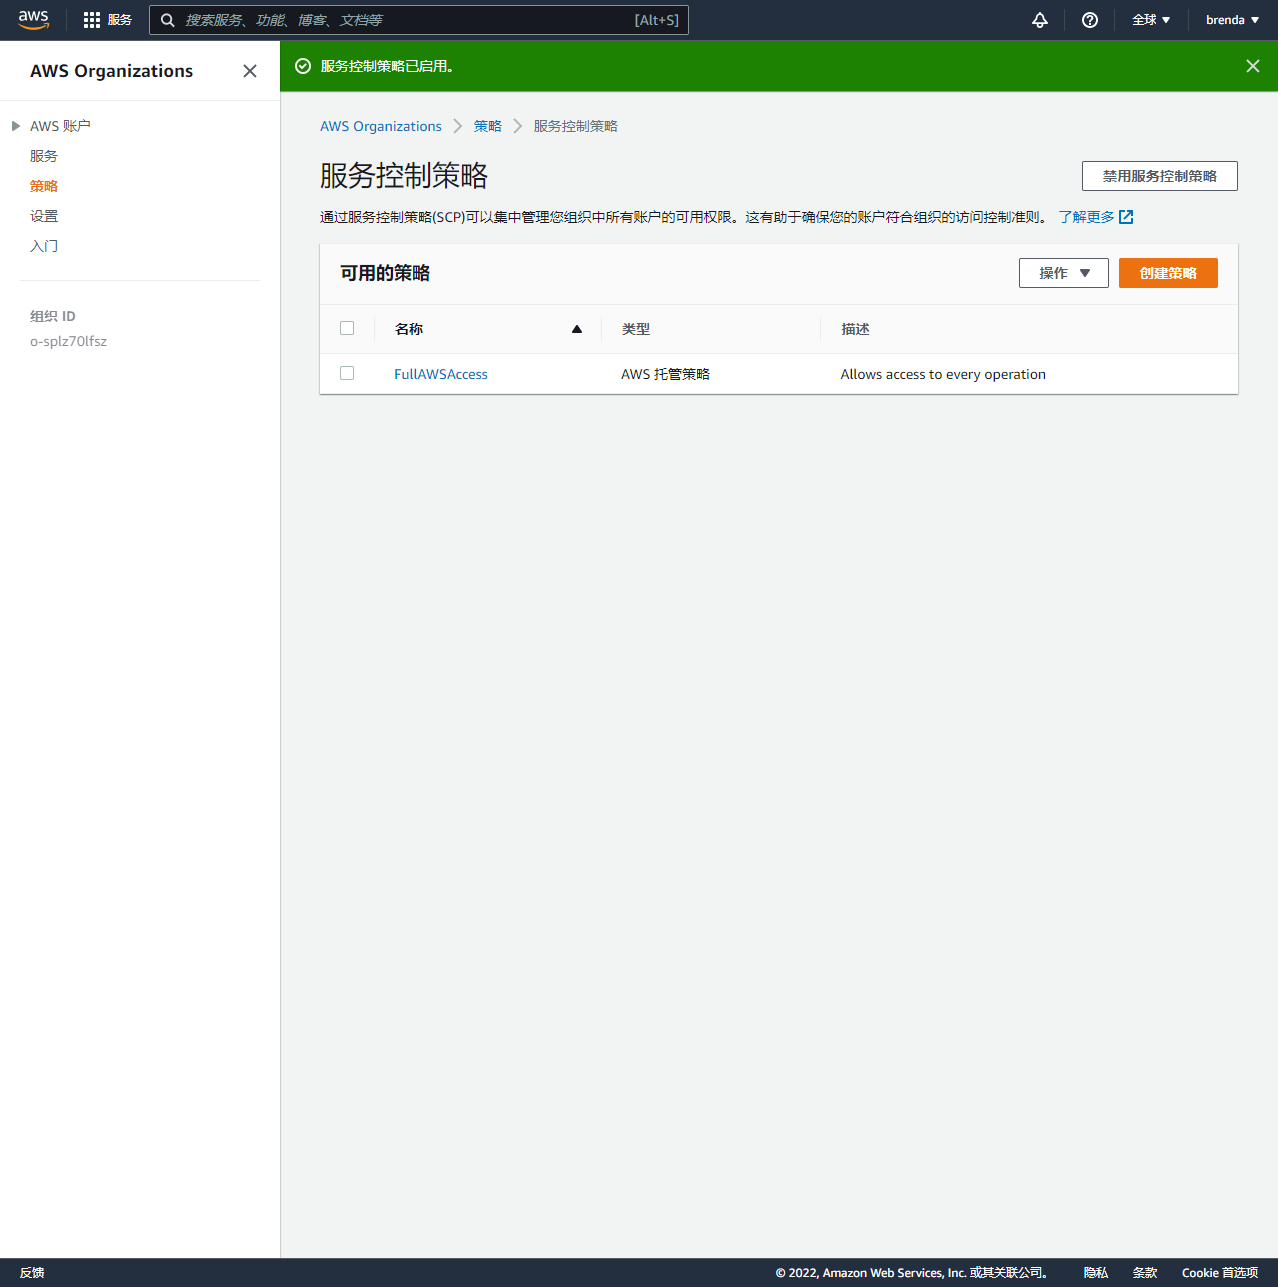 aws
服务
搜索服务、功能、博客、文档等
[Alt+S]
全球
brenda
AWS Organizations
AWS 账户
服务
策略
设置
入门
组织 ID
o-splz70lfsz
服务控制策略已启用。
AWS Organizations
策略
服务控制策略
服务控制策略
禁用服务控制策略
通过服务控制策略(SCP)可以集中管理您组织中所有账户的可用权限。这有助于确保您的账户符合组织的访问控制准则。 了解更多
可用的策略
操作
创建策略
名称
类型
描述
FullAWSAccess
AWS 托管策略
Allows access to every operation
反馈
© 2022, Amazon Web Services, Inc. 或其关联公司。
隐私
条款
Cookie 首选项